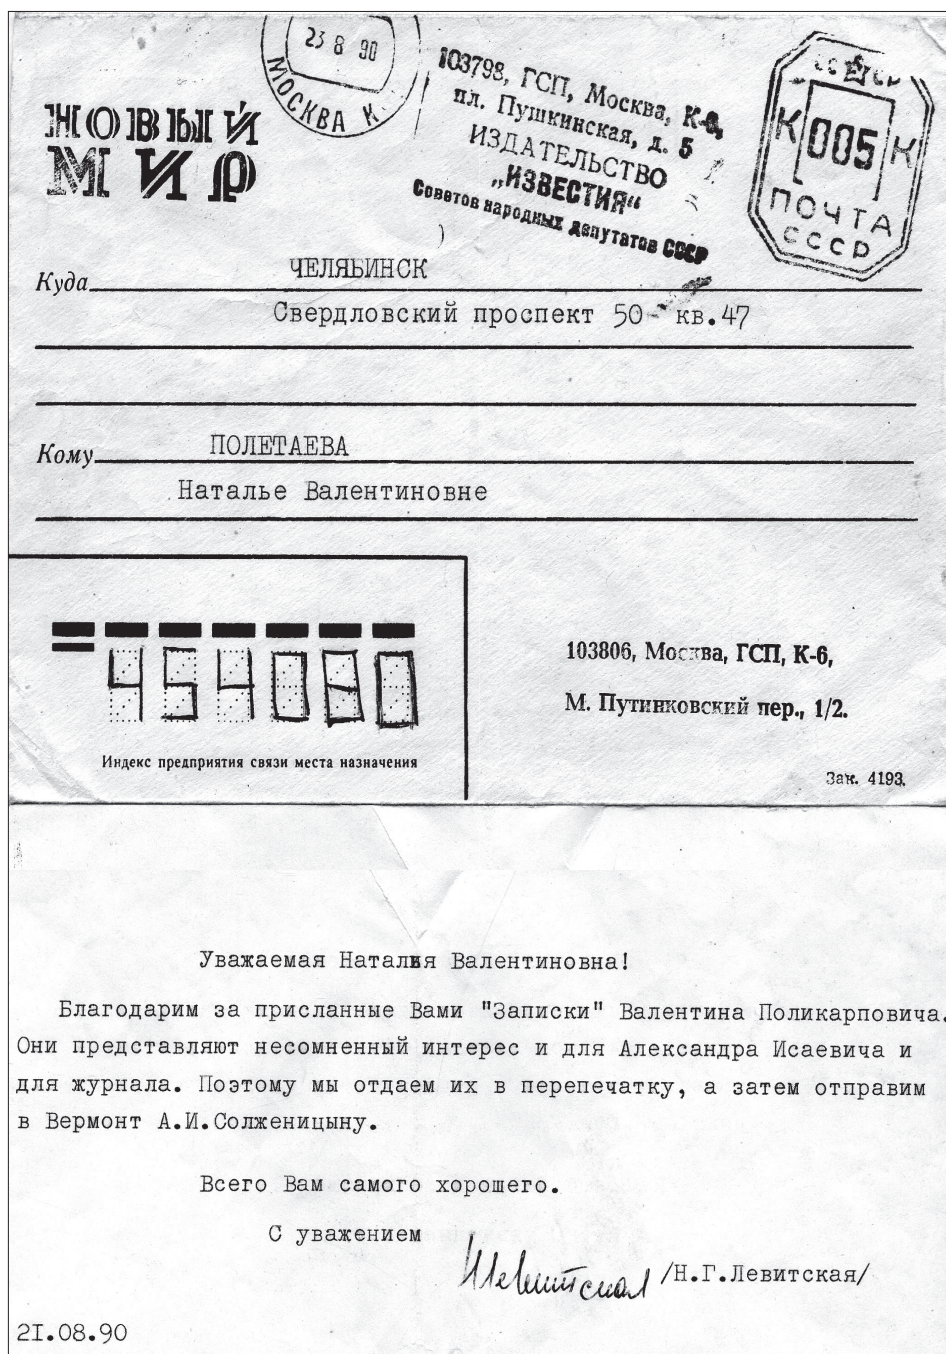 23 8 90
МОСКВА К
НОВЫЙ
МИР
103798, ГСП, Москва, К-6,
пл. Пушкинская, д. 5
ИЗДАТЕЛЬСТВО
„ИЗВЕСТИЯ“
Советов народных депутатов СССР
СССР
К 005 К
ПОЧТА
СССР
Куда ЧЕЛЯБИНСК
Свердловский проспект 50- кв.47
Кому ПОЛЕТАЕВА
Наталье Валентиновне
454080
Индекс предприятия связи места назначения
103806, Москва, ГСП, К-6,
М. Путинковский пер., 1/2.
Зак. 4193.
Уважаемая Наталья Валентиновна!
Благодарим за присланные Вами "Записки" Валентина Поликарповича.
Они представляют несомненный интерес и для Александра Исаевича и
для журнала. Поэтому мы отдаем их в перепечатку, а затем отправим
в Вермонт А.И.Солженицыну.
Всего Вам самого хорошего.
С уважением
Левитская /Н.Г.Левитская/
2I.08.90